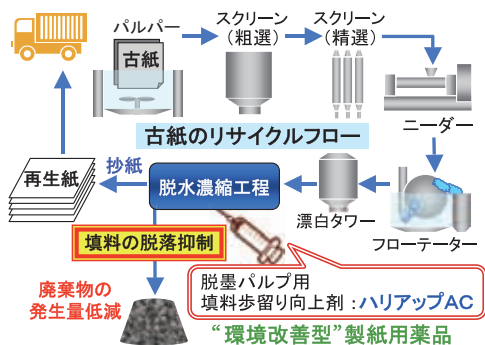 パルパー
古紙
スクリーン
(粗選)
スクリーン
(精選)
ニーダー
古紙のリサイクルフロー
フローテーター
漂白タワー
脱水濃縮工程
抄紙
再生紙
填料の脱落抑制
廃棄物の
発生量低減
脱墨パルプ用
填料歩留り向上剤:ハリアップAC
“環境改善型”製紙用薬品